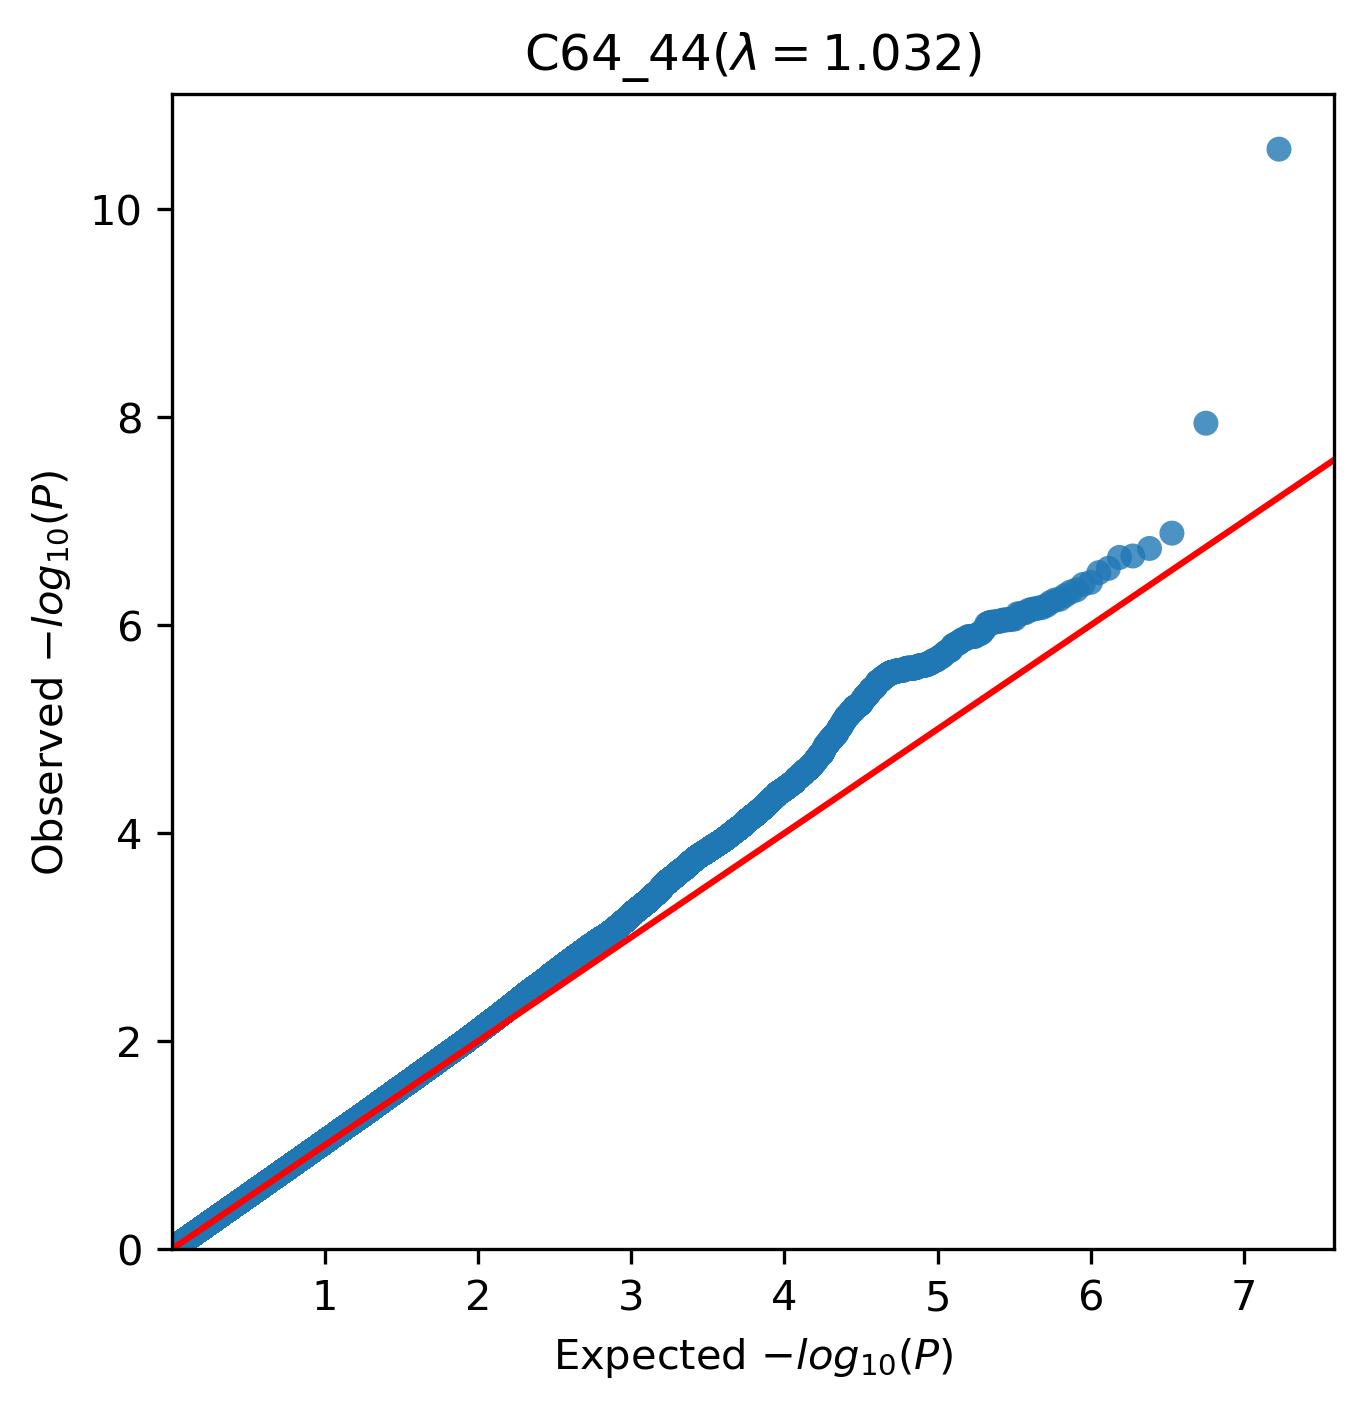 C64_44(λ = 1.032)
Observed −log₁₀(P)
10
8
6
4
2
0
1 2 3 4 5 6 7
Expected −log₁₀(P)